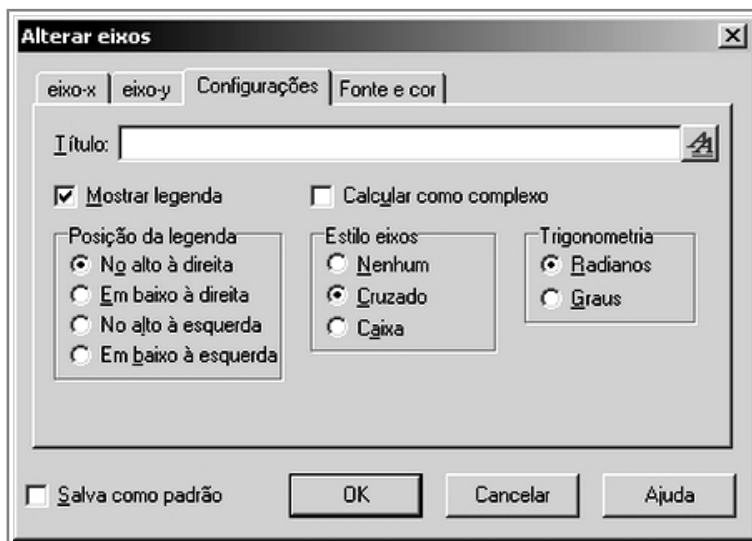 Alterar eixos
eixo-x eixo-y Configurações Fonte e cor
Título:
Mostrar legenda Calcular como complexo
Posição da legenda Estilo eixos Trigonometria
No alto à direita Nenhum Radianos
Em baixo à direita Cruzado Graus
No alto à esquerda Caixa
Em baixo à esquerda
Salva como padrão OK Cancelar Ajuda